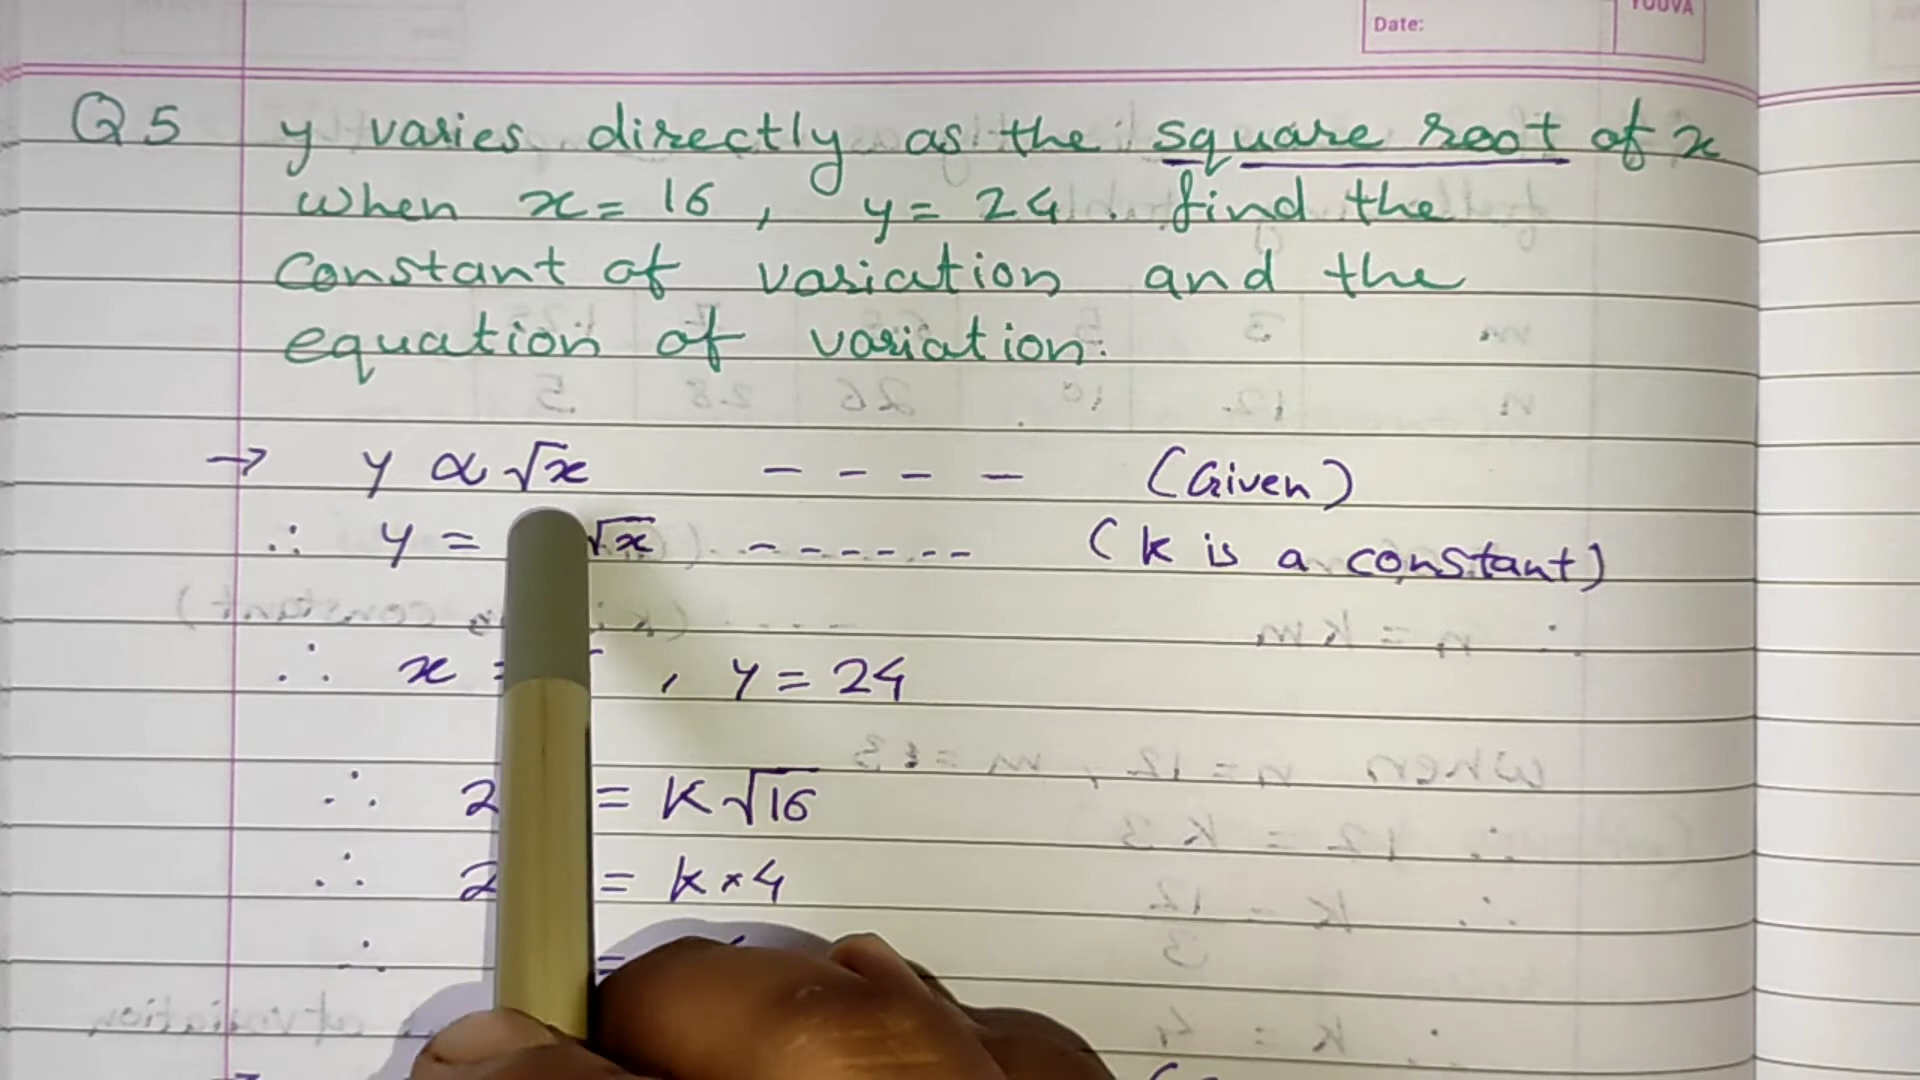 Date:
YOUVA
Q5 y varies directly as the square root of x
when x = 16 , y = 24 . find the
Constant of variation and the
equation of variation.
→ y ∝ √x - - - - (Given)
∴ y = √x - - - - - - (k is a constant)
∴ x = , y = 24
∴ 2 = k√16
∴ 2 = k × 4
∴ =